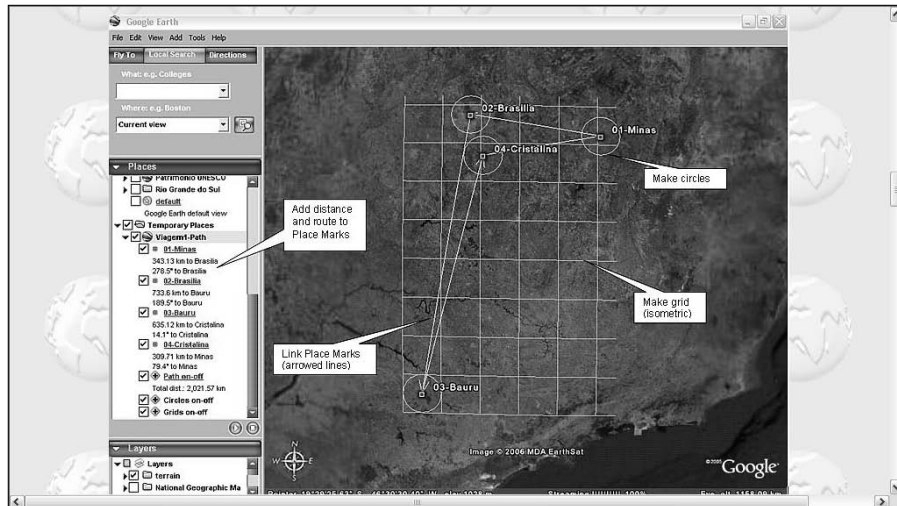 Google Earth
File Edit View Add Tools Help
Fly To Local Search Directions
What: e.g. Colleges
Where: e.g. Boston
Current view
Places
Patrimonio UNESCO
Rio Grande do Sul
default
Google Earth default view
Temporary Places
Viagem1-Path
01-Minas
343.13 km to Brasilia
278.5° to Brasilia
02-Brasilia
733.6 km to Bauru
189.5° to Bauru
03-Bauru
635.12 km to Cristalina
14.1° to Cristalina
04-Cristalina
309.71 km to Minas
79.4° to Minas
Path on-off
Total dist.: 2,021.57 km
Circles on-off
Grids on-off
Layers
Layers
terrain
National Geographic Ma
02-Brasilia
01-Minas
04-Cristalina
Make circles
Add distance
and route to
Place Marks
Make grid
(isometric)
Link Place Marks
(arrowed lines)
03-Bauru
N
W E
S
Image © 2006 MDA EarthSat
©2005 Google
Streaming 100%